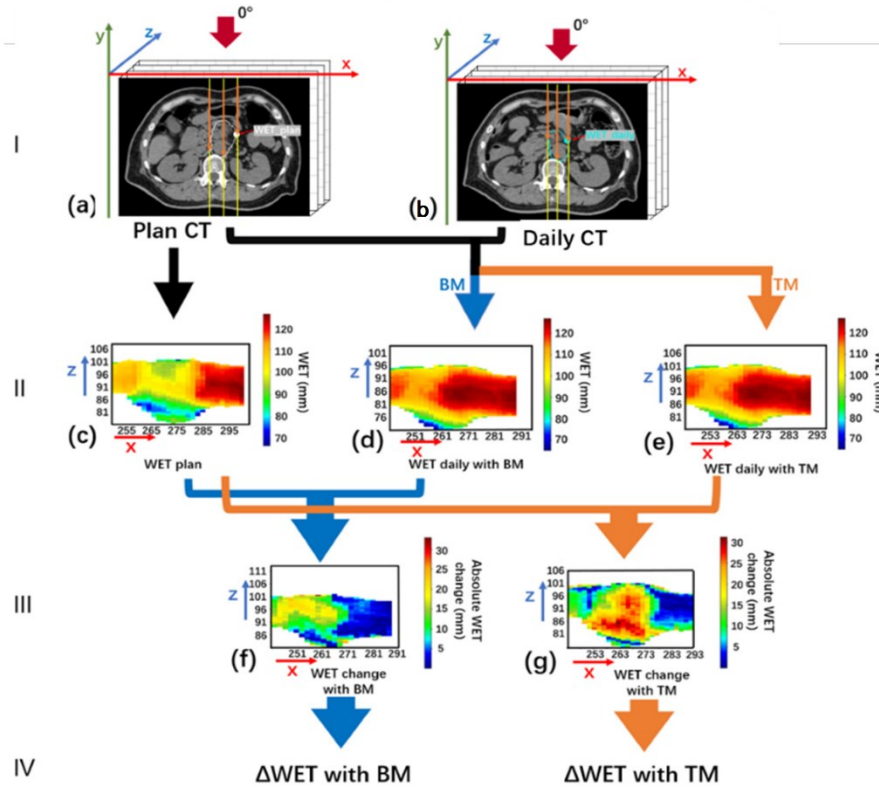 0°
0°
y
z
x
y
z
x
I
WET_plan
WET_daily
(a)
(b)
Plan CT
Daily CT
BM
TM
II
106
101
96
91
86
81
Z
255 265 275 285 295
X
120
110
100
90
80
70
WET (mm)
(c)
WET plan
101
96
91
86
81
76
Z
251 261 271 281 291
X
120
110
100
90
80
70
WET (mm)
(d)
WET daily with BM
106
101
96
91
86
81
Z
253 263 273 283 293
X
120
110
100
90
80
70
WET (mm)
(e)
WET daily with TM
III
111
106
101
96
91
86
Z
251 261 271 281 291
X
30
25
20
15
10
5
Absolute WET
change (mm)
(f)
WET change
with BM
106
101
96
91
86
81
Z
253 263 273 283 293
X
30
25
20
15
10
5
Absolute WET
change (mm)
(g)
WET change
with TM
IV
ΔWET with BM
ΔWET with TM